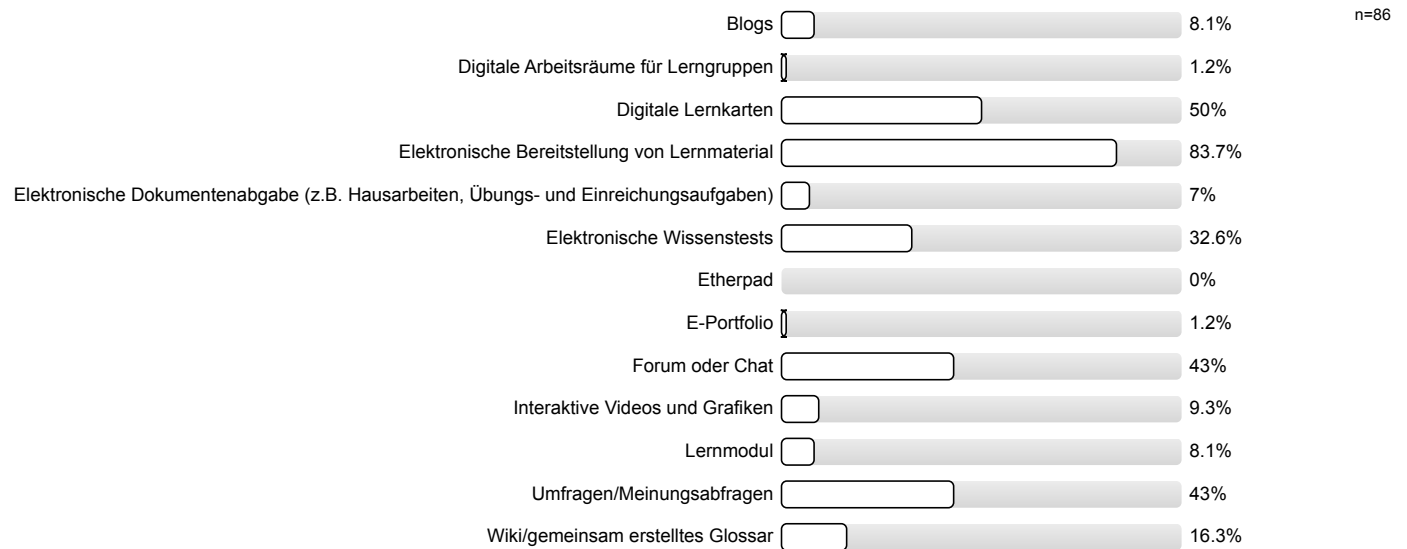 n=86
Blogs 8.1%
Digitale Arbeitsräume für Lerngruppen 1.2%
Digitale Lernkarten 50%
Elektronische Bereitstellung von Lernmaterial 83.7%
Elektronische Dokumentenabgabe (z.B. Hausarbeiten, Übungs- und Einreichungsaufgaben) 7%
Elektronische Wissenstests 32.6%
Etherpad 0%
E-Portfolio 1.2%
Forum oder Chat 43%
Interaktive Videos und Grafiken 9.3%
Lernmodul 8.1%
Umfragen/Meinungsabfragen 43%
Wiki/gemeinsam erstelltes Glossar 16.3%